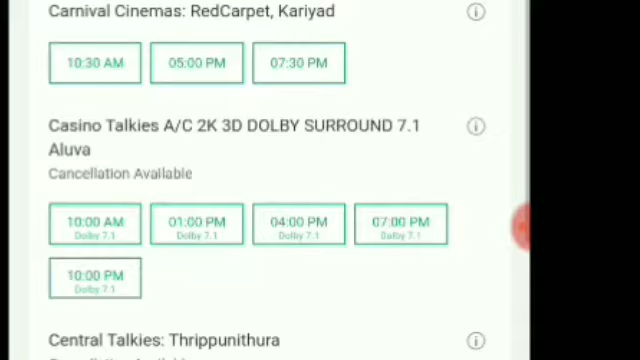 Carnival Cinemas: RedCarpet, Kariyad
10:30 AM 05:00 PM 07:30 PM
Casino Talkies A/C 2K 3D DOLBY SURROUND 7.1
Aluva
Cancellation Available
10:00 AM 01:00 PM 04:00 PM 07:00 PM
Dolby 7.1 Dolby 7.1 Dolby 7.1 Dolby 7.1
10:00 PM
Dolby 7.1
Central Talkies: Thrippunithura